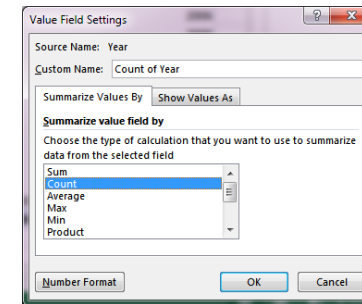 Value Field Settings
Source Name: Year
Custom Name: Count of Year
Summarize Values By Show Values As
Summarize value field by
Choose the type of calculation that you want to use to summarize
data from the selected field
Sum
Count
Average
Max
Min
Product
Number Format OK Cancel